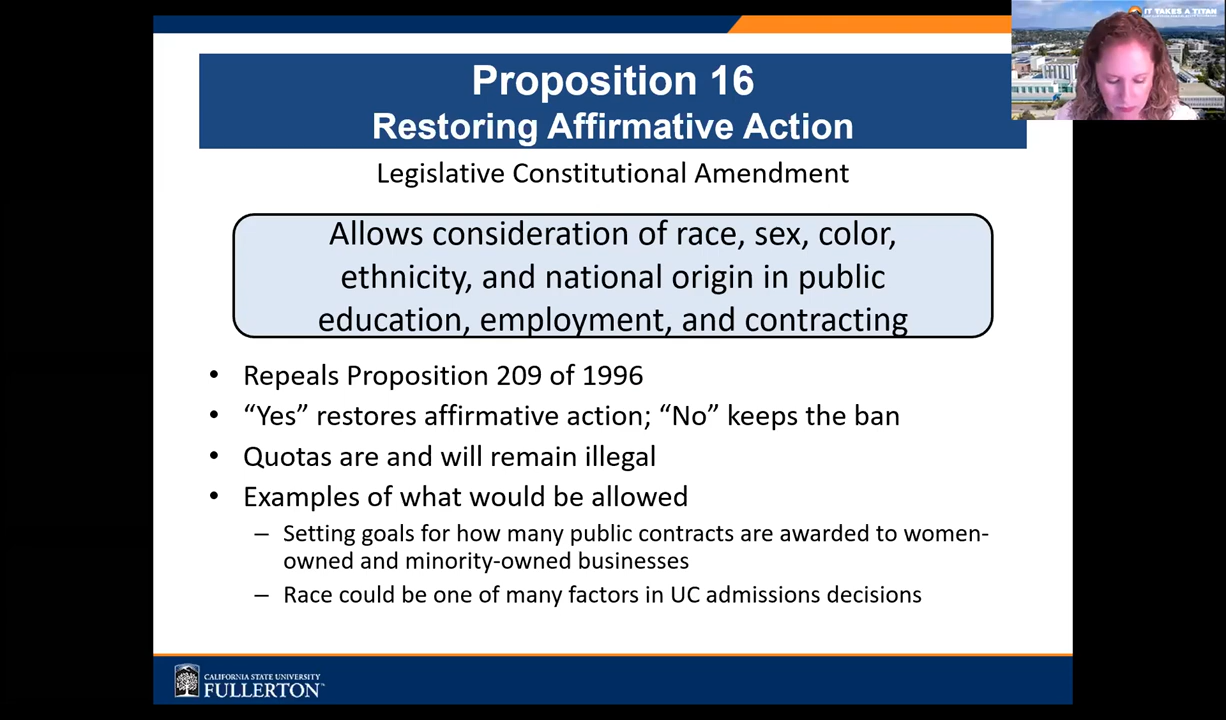 IT TAKES A TITAN
Proposition 16
Restoring Affirmative Action
Legislative Constitutional Amendment
Allows consideration of race, sex, color,
ethnicity, and national origin in public
education, employment, and contracting
• Repeals Proposition 209 of 1996
• “Yes” restores affirmative action; “No” keeps the ban
• Quotas are and will remain illegal
• Examples of what would be allowed
– Setting goals for how many public contracts are awarded to women-
owned and minority-owned businesses
– Race could be one of many factors in UC admissions decisions
CALIFORNIA STATE UNIVERSITY
FULLERTON™